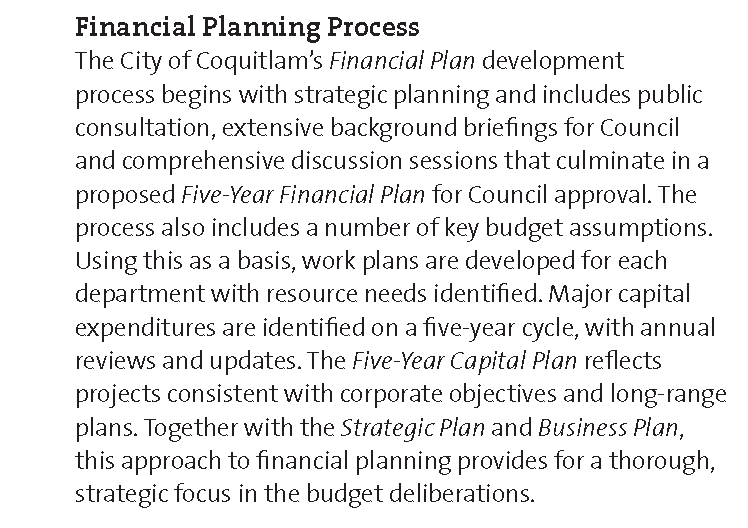 Financial Planning Process
The City of Coquitlam’s Financial Plan development
process begins with strategic planning and includes public
consultation, extensive background briefings for Council
and comprehensive discussion sessions that culminate in a
proposed Five-Year Financial Plan for Council approval. The
process also includes a number of key budget assumptions.
Using this as a basis, work plans are developed for each
department with resource needs identified. Major capital
expenditures are identified on a five-year cycle, with annual
reviews and updates. The Five-Year Capital Plan reflects
projects consistent with corporate objectives and long-range
plans. Together with the Strategic Plan and Business Plan,
this approach to financial planning provides for a thorough,
strategic focus in the budget deliberations.